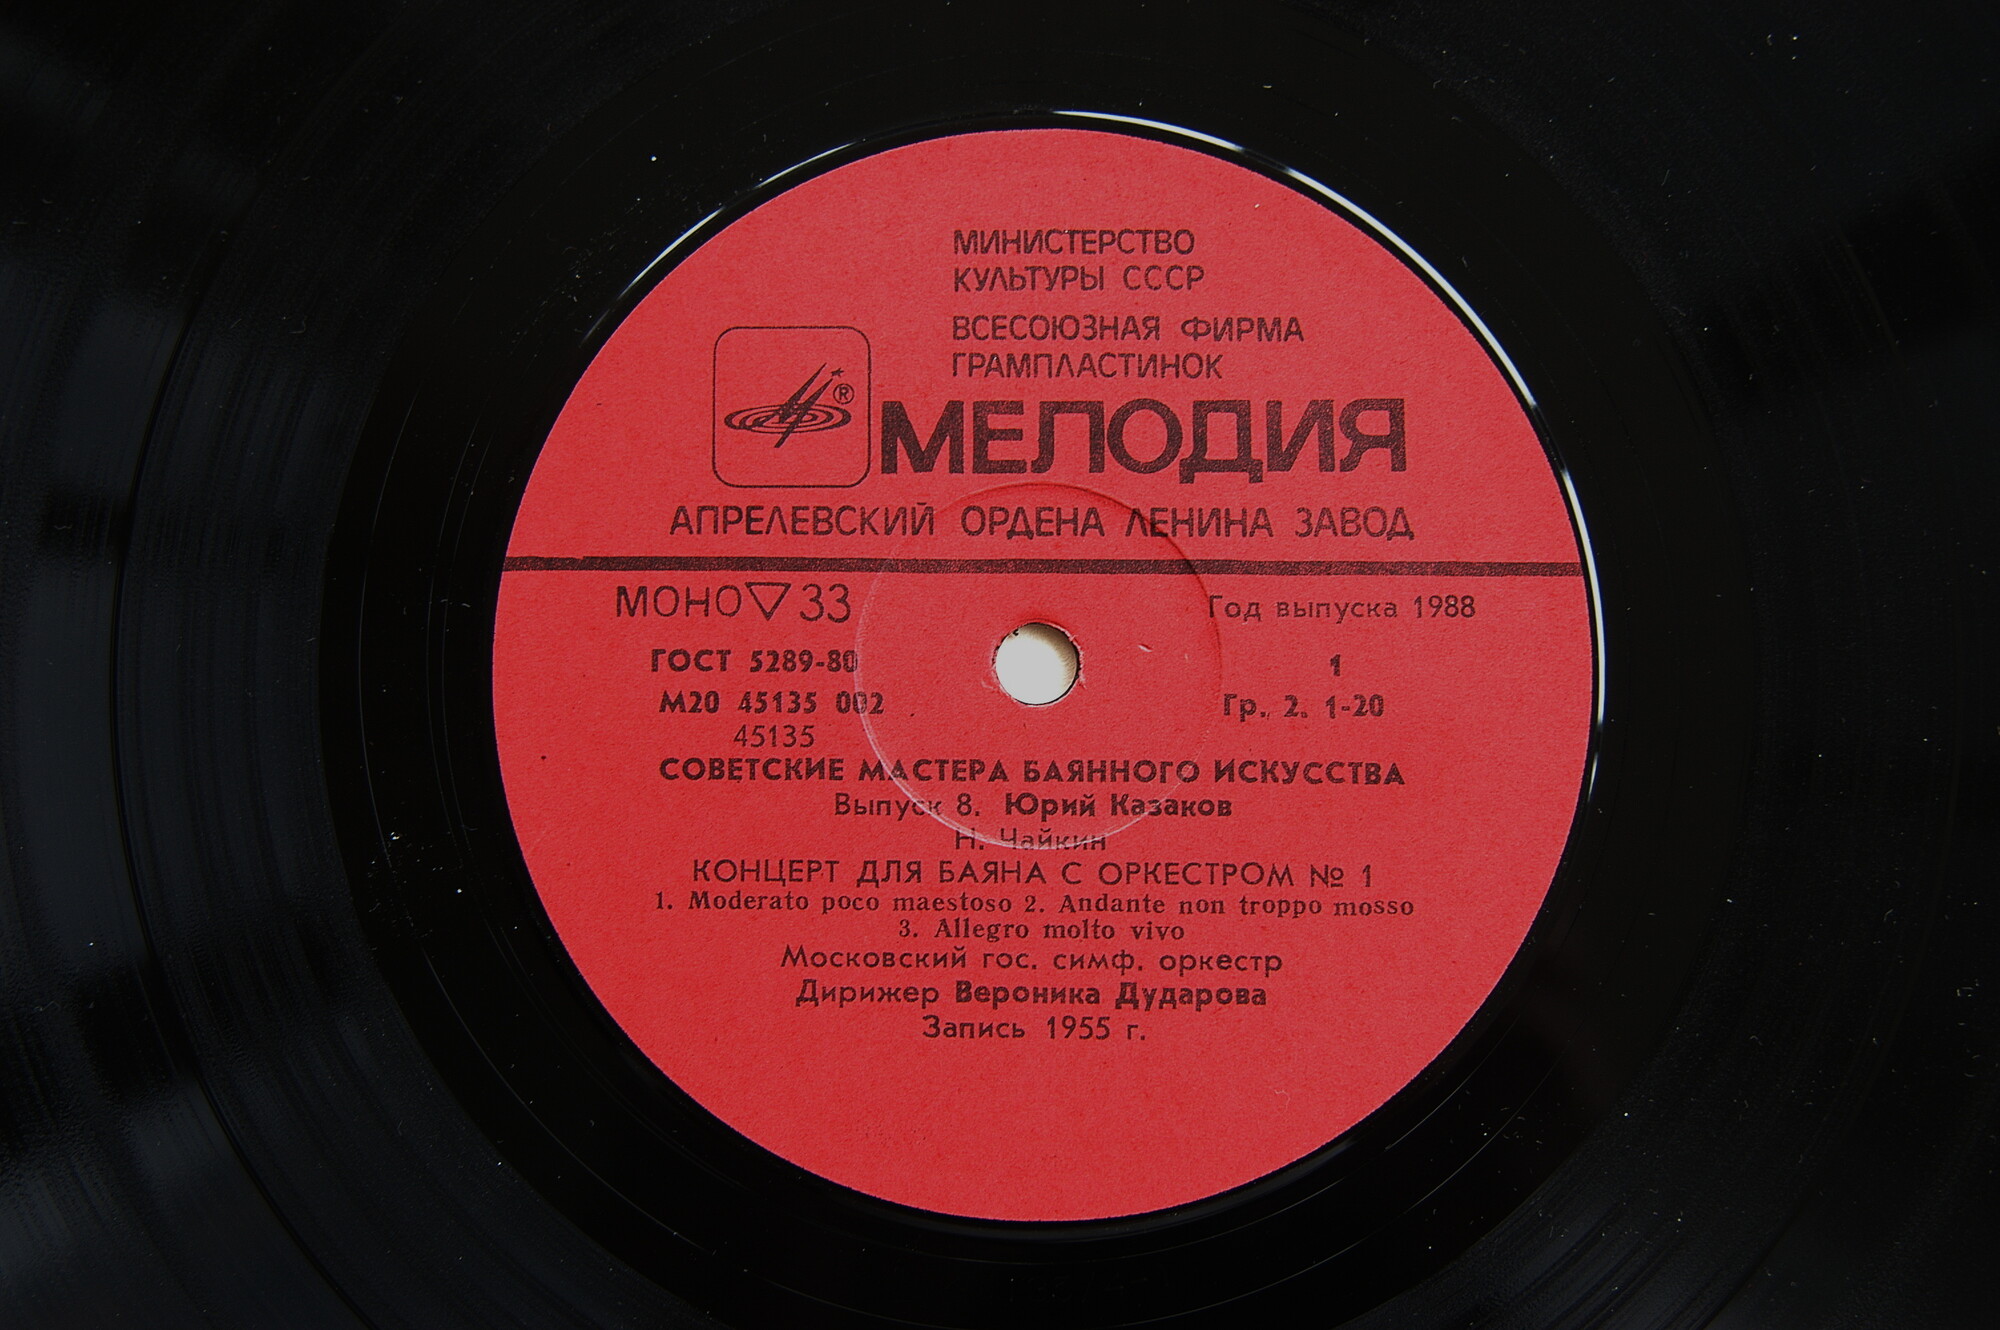 МИНИСТЕРСТВО
КУЛЬТУРЫ СССР
ВСЕСОЮЗНАЯ ФИРМА
ГРАМПЛАСТИНОК
®
МЕЛОДИЯ
АПРЕЛЕВСКИЙ ОРДЕНА ЛЕНИНА ЗАВОД
МОНО ▽ 33
Год выпуска 1988
ГОСТ 5289-80
1
М20 45135 002
Гр. 2. 1-20
45135
СОВЕТСКИЕ МАСТЕРА БАЯННОГО ИСКУССТВА
Выпуск 8. Юрий Казаков
Н. Чайкин
КОНЦЕРТ ДЛЯ БАЯНА С ОРКЕСТРОМ № 1
1. Moderato poco maestoso 2. Andante non troppo mosso
3. Allegro molto vivo
Московский гос. симф. оркестр
Дирижер Вероника Дударова
Запись 1955 г.